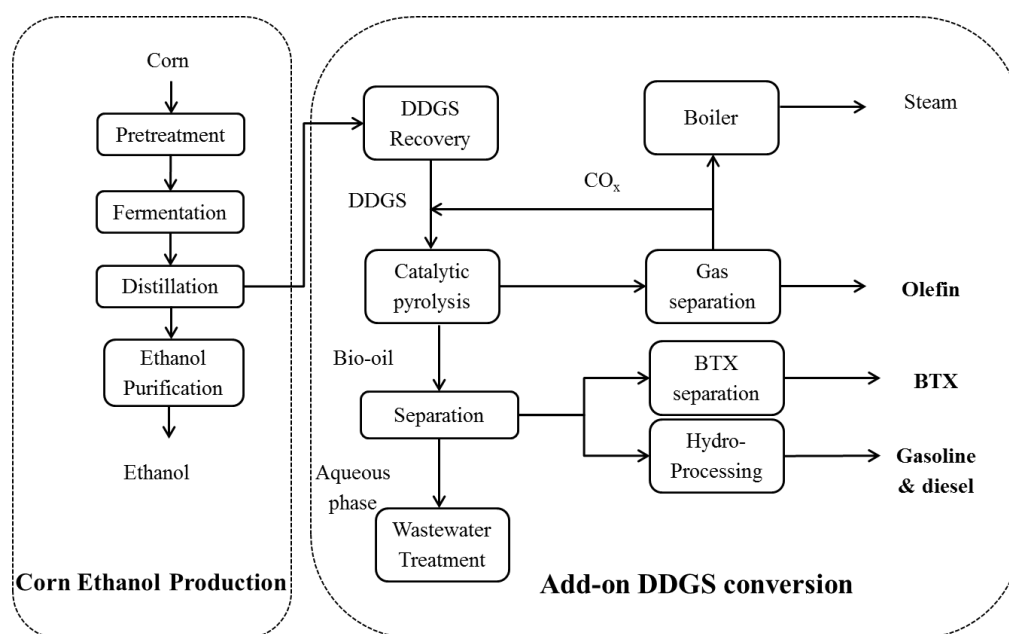 Corn
Pretreatment
Fermentation
Distillation
Ethanol
Purification
Ethanol
Corn Ethanol Production
DDGS
Recovery
DDGS
COx
Boiler
Steam
Catalytic
pyrolysis
Gas
separation
Olefin
Bio-oil
Separation
BTX
separation
BTX
Hydro-
Processing
Gasoline
& diesel
Aqueous
phase
Wastewater
Treatment
Add-on DDGS conversion